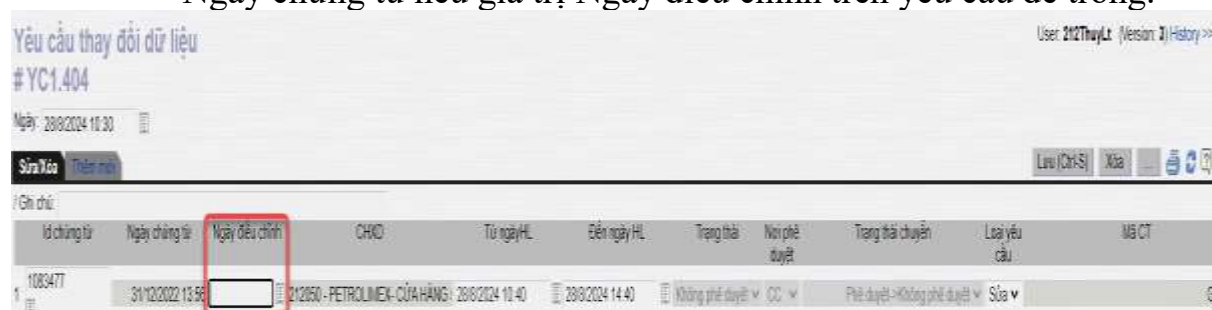 Ngày chứng từ nếu giá trị Ngày điều chỉnh trên yêu cầu để trống.
Yêu cầu thay đổi dữ liệu
User: 212ThuyLt (Version: 3) History >>
# YC1.404
Ngày: 28/8/2024 10:30
Sửa/Xóa Thêm mới
Lưu (Ctrl-S) Xóa ...
/ Ghi chú:
Id chứng từ Ngày chứng từ Ngày điều chỉnh CHXD Từ ngày HL Đến ngày HL Trạng thái Nơi phê duyệt Trạng thái chuyển Loại yêu cầu Mã CT
1 1083477 31/12/2022 13:56 212050 - PETROLIMEX- CỬA HÀNG 28/8/2024 10:40 28/8/2024 14:40 Không phê duyệt CC Phê duyệt->Không phê duyệt Sửa